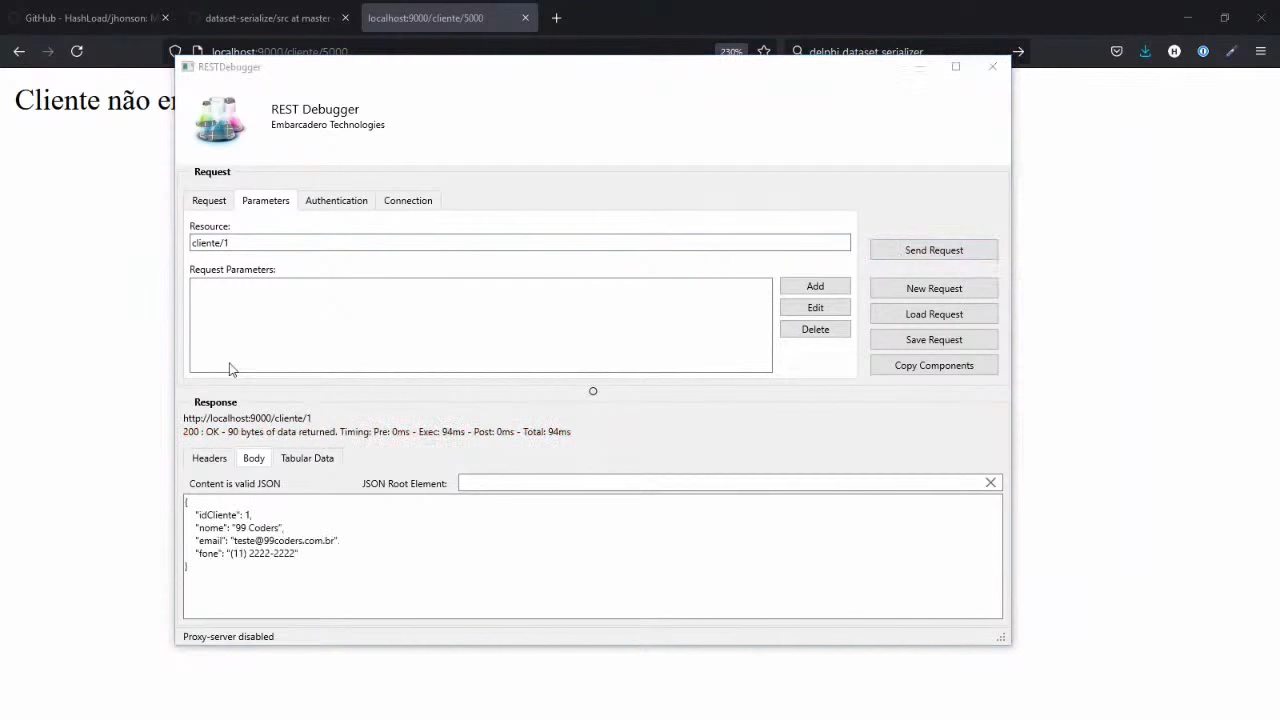 GitHub - HashLoad/jhonson: M
dataset-serialize/src at master
localhost:9000/cliente/5000
localhost:9000/cliente/5000
230%
delphi dataset serializer
Cliente não en
RESTDebugger
REST Debugger
Embarcadero Technologies
Request
Request
Parameters
Authentication
Connection
Resource:
cliente/1
Send Request
Request Parameters:
Add
New Request
Edit
Load Request
Delete
Save Request
Copy Components
Response
http://localhost:9000/cliente/1
200 : OK - 90 bytes of data returned. Timing: Pre: 0ms - Exec: 94ms - Post: 0ms - Total: 94ms
Headers
Body
Tabular Data
Content is valid JSON
JSON Root Element:
{
"idCliente": 1,
"nome": "99 Coders",
"email": "teste@99coders.com.br",
"fone": "(11) 2222-2222"
}
Proxy-server disabled